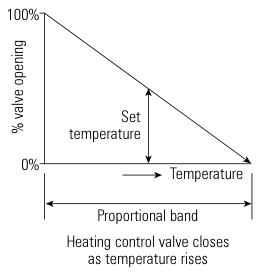 100%
% valve opening
Set
temperature
0%
Temperature
Proportional band
Heating control valve closes
as temperature rises